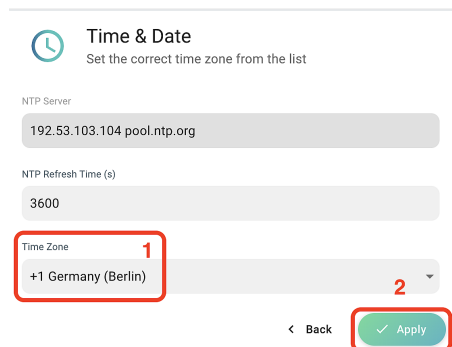 Time & Date
Set the correct time zone from the list
NTP Server
192.53.103.104 pool.ntp.org
NTP Refresh Time (s)
3600
Time Zone
1
+1 Germany (Berlin)
2
Back
Apply